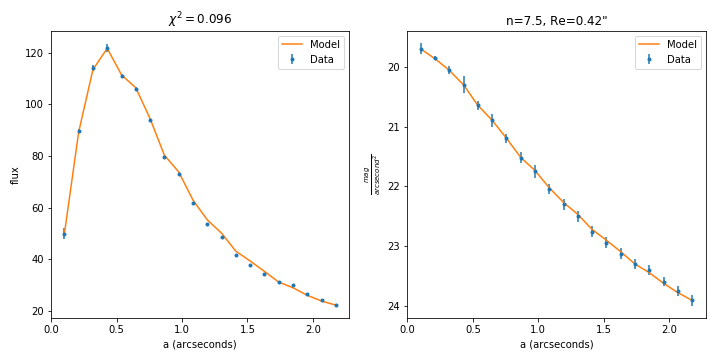 χ² = 0.096
Model
Data
flux
120
100
80
60
40
20
0.0 0.5 1.0 1.5 2.0
a (arcseconds)
n=7.5, Re=0.42"
Model
Data
mag/arcsecond²
20
21
22
23
24
0.0 0.5 1.0 1.5 2.0
a (arcseconds)